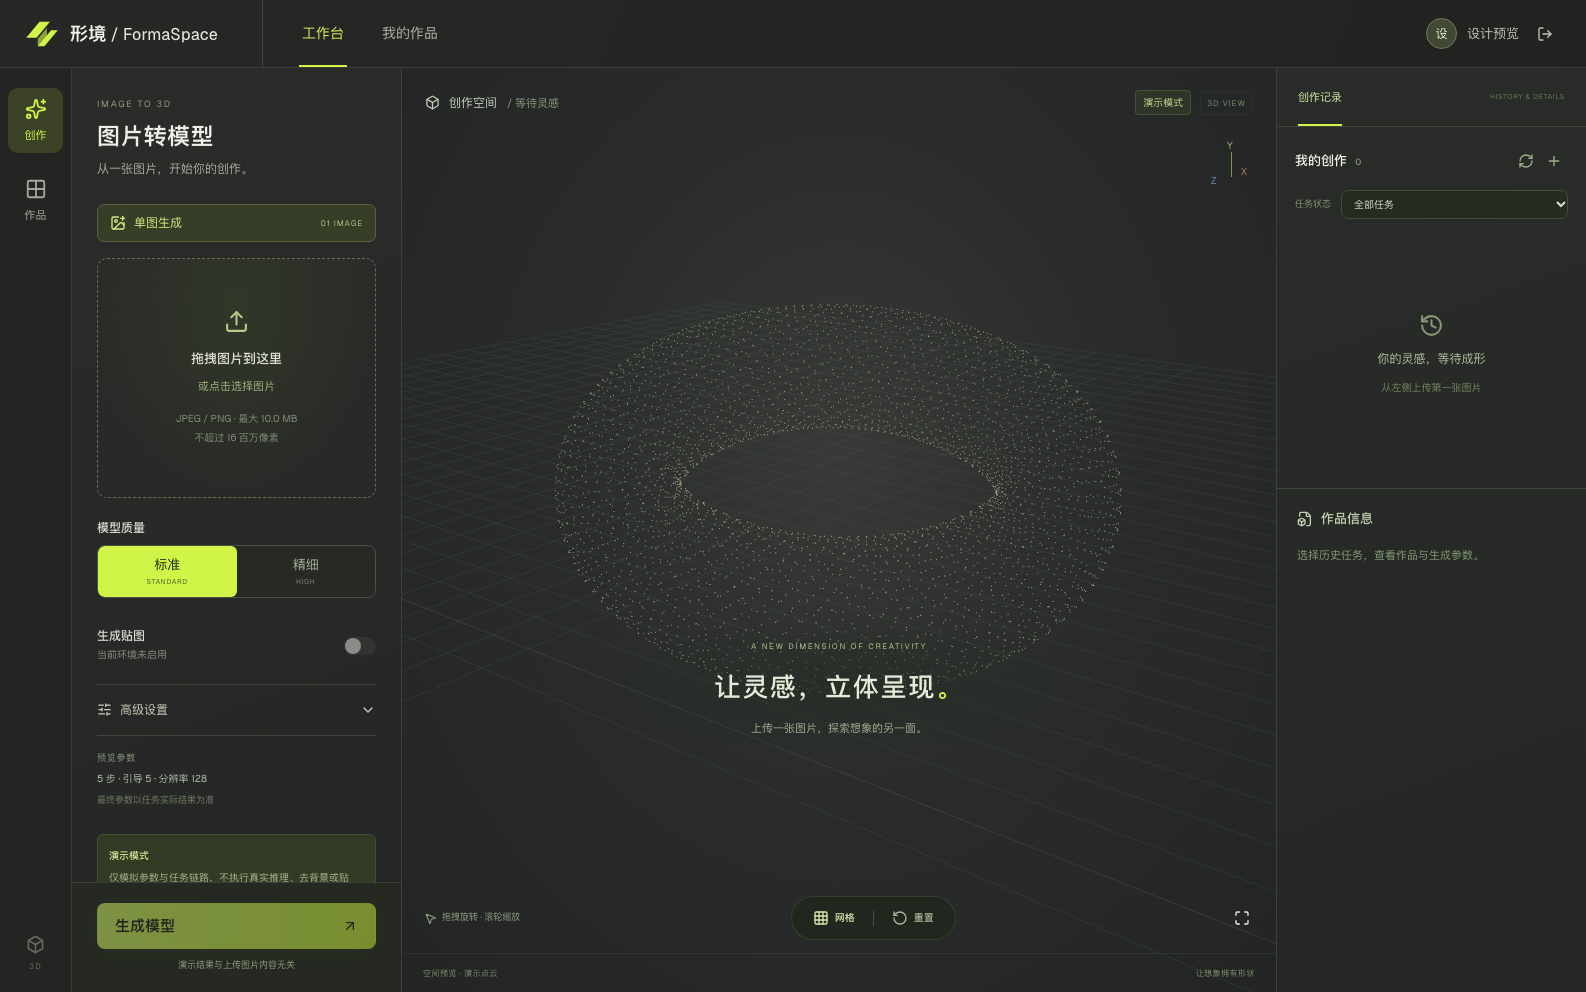 形境 / FormaSpace
工作台
我的作品
设
设计预览
创作
作品
3D
IMAGE TO 3D
图片转模型
从一张图片，开始你的创作。
单图生成
01 IMAGE
拖拽图片到这里
或点击选择图片
JPEG / PNG · 最大 10.0 MB
不超过 16 百万像素
模型质量
标准
STANDARD
精细
HIGH
生成贴图
当前环境未启用
高级设置
预览参数
5 步 · 引导 5 · 分辨率 128
最终参数以任务实际结果为准
演示模式
仅模拟参数与任务链路，不执行真实推理、去背景或贴
生成模型
演示结果与上传图片内容无关
创作空间
/ 等待灵感
演示模式
3D VIEW
Y
X
Z
A NEW DIMENSION OF CREATIVITY
让灵感，立体呈现。
上传一张图片，探索想象的另一面。
拖拽旋转 · 滚轮缩放
网格
重置
空间预览 · 演示点云
让想象拥有形状
创作记录
HISTORY & DETAILS
我的创作 0
任务状态
全部任务
你的灵感，等待成形
从左侧上传第一张图片
作品信息
选择历史任务，查看作品与生成参数。